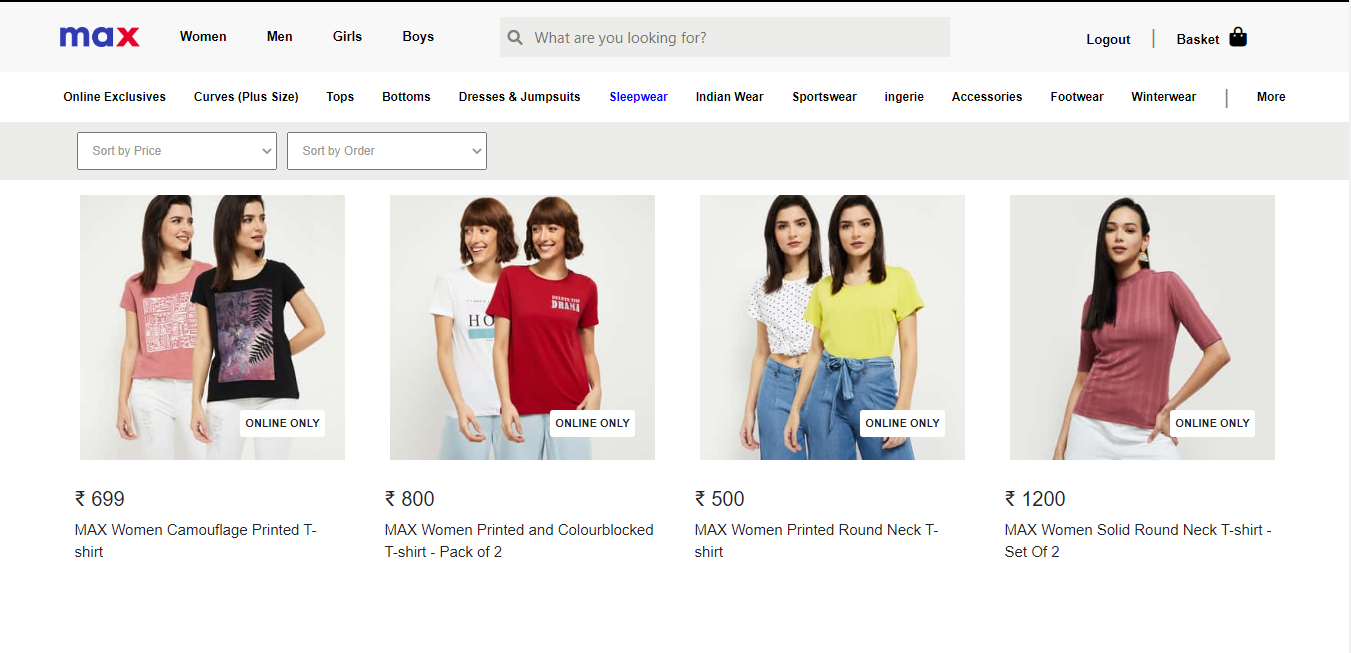 max
Women
Men
Girls
Boys
What are you looking for?
Logout
|
Basket
Online Exclusives
Curves (Plus Size)
Tops
Bottoms
Dresses & Jumpsuits
Sleepwear
Indian Wear
Sportswear
ingerie
Accessories
Footwear
Winterwear
|
More
Sort by Price
Sort by Order
HO
DELETE THE
DRAMA
ONLINE ONLY
ONLINE ONLY
ONLINE ONLY
ONLINE ONLY
₹ 699
MAX Women Camouflage Printed T-
shirt
₹ 800
MAX Women Printed and Colourblocked
T-shirt - Pack of 2
₹ 500
MAX Women Printed Round Neck T-
shirt
₹ 1200
MAX Women Solid Round Neck T-shirt -
Set Of 2